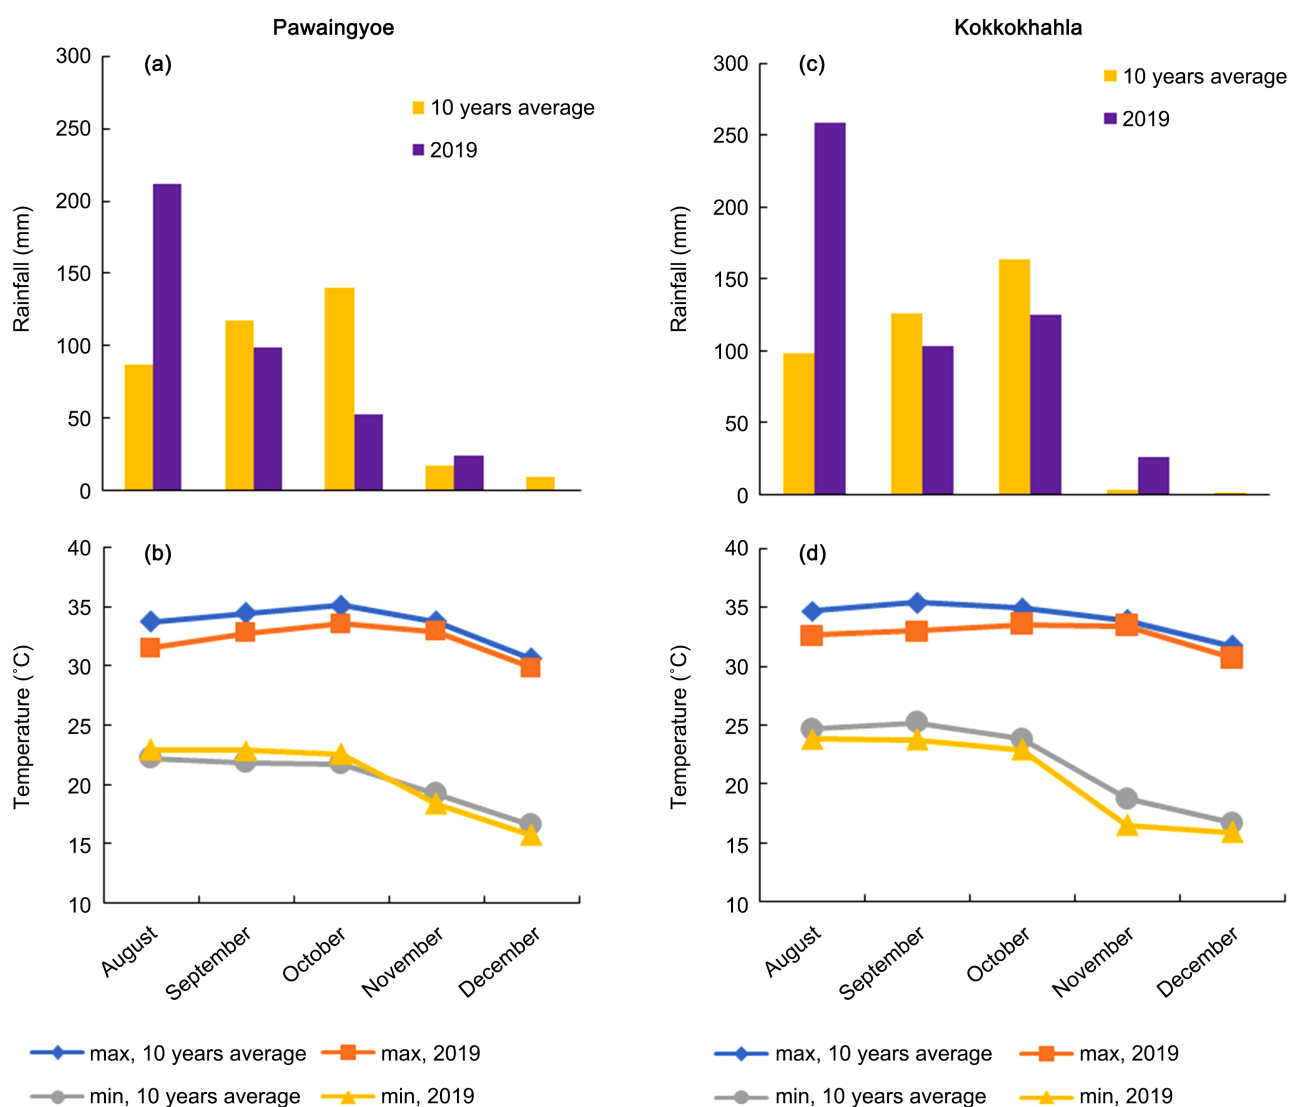 Pawaingyoe
(a)
10 years average
2019
Rainfall (mm)
300
250
200
150
100
50
0
Kokkokhahla
(c)
10 years average
2019
Rainfall (mm)
300
250
200
150
100
50
0
(b)
Temperature (˚C)
40
35
30
25
20
15
10
August
September
October
November
December
max, 10 years average
max, 2019
min, 10 years average
min, 2019
(d)
Temperature (˚C)
40
35
30
25
20
15
10
August
September
October
November
December
max, 10 years average
max, 2019
min, 10 years average
min, 2019